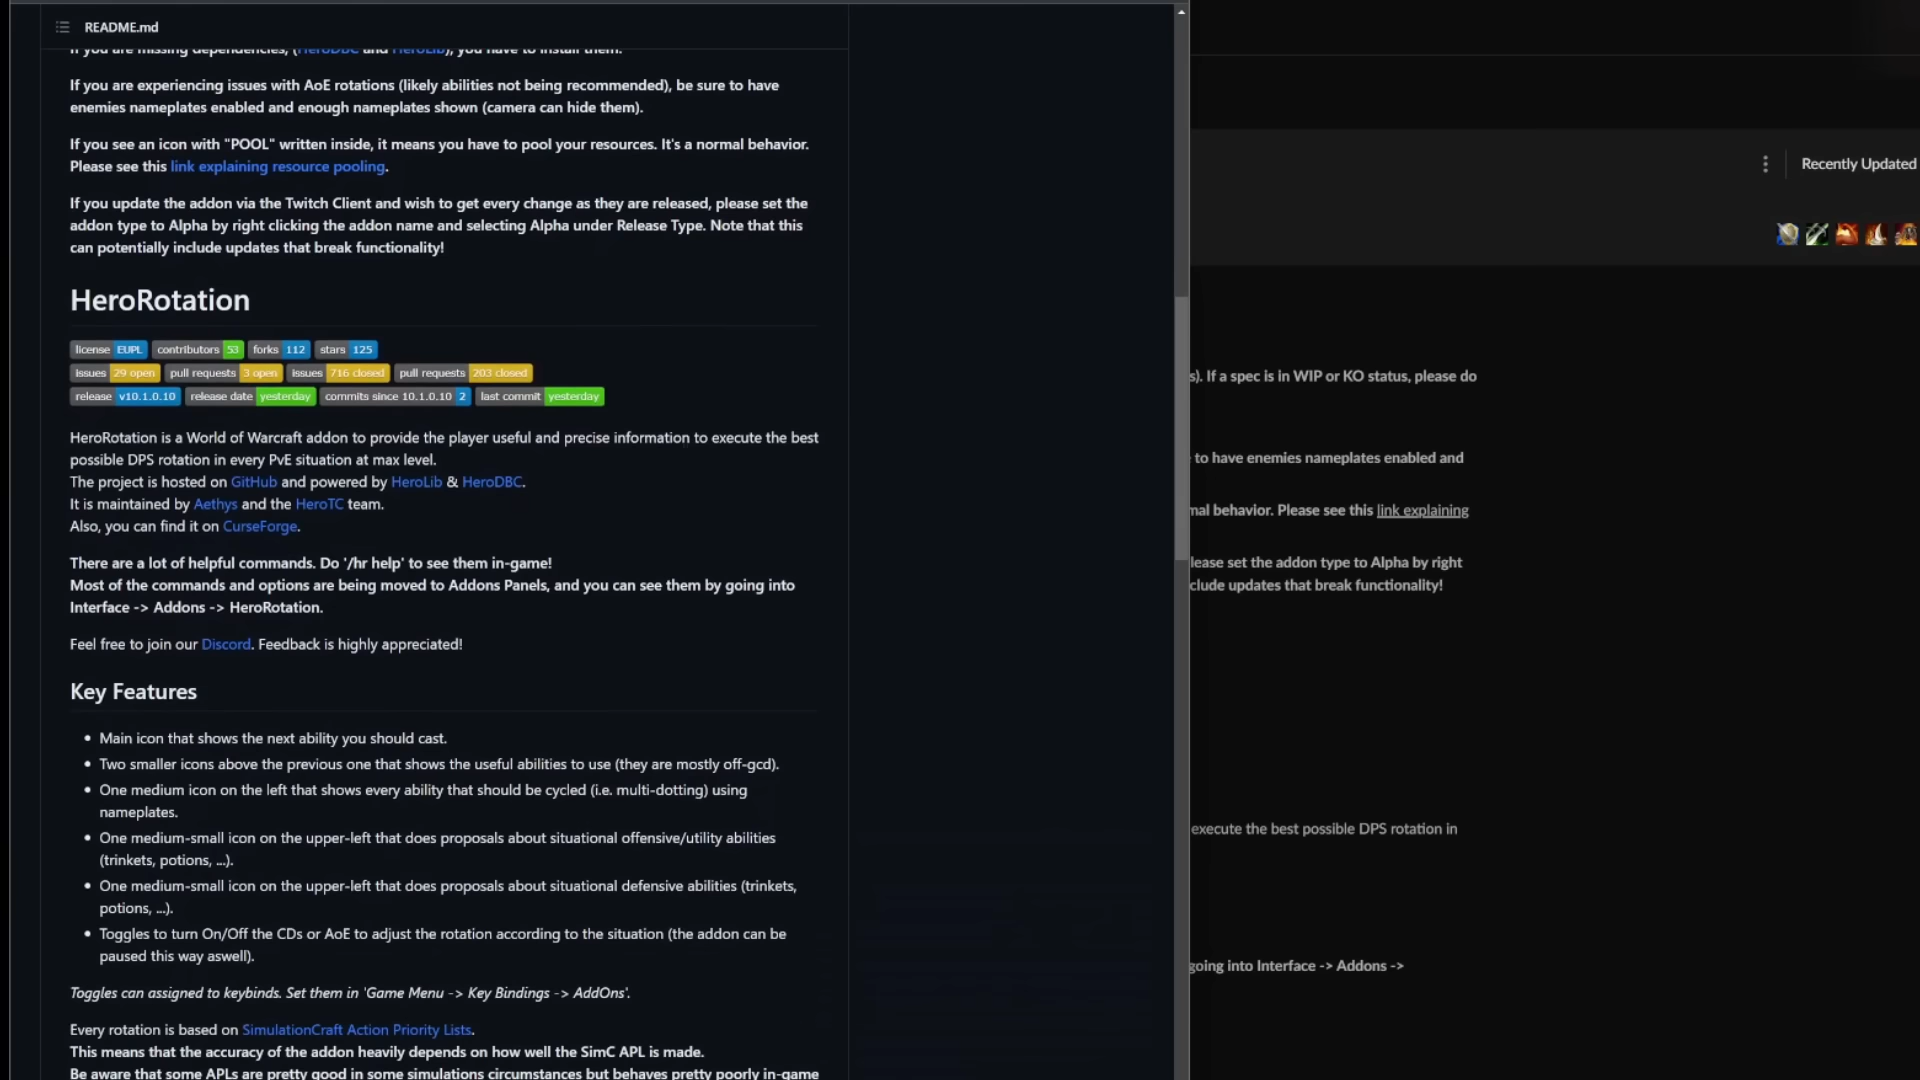 README.md
If you are missing dependencies, (HeroDBC and HeroLib), you have to install them.
If you are experiencing issues with AoE rotations (likely abilities not being recommended), be sure to have
enemies nameplates enabled and enough nameplates shown (camera can hide them).
If you see an icon with "POOL" written inside, it means you have to pool your resources. It's a normal behavior.
Please see this link explaining resource pooling.
If you update the addon via the Twitch Client and wish to get every change as they are released, please set the
addon type to Alpha by right clicking the addon name and selecting Alpha under Release Type. Note that this
can potentially include updates that break functionality!
HeroRotation
license EUPL contributors 53 forks 112 stars 125
issues 29 open pull requests 3 open issues 716 closed pull requests 203 closed
release v10.1.0.10 release date yesterday commits since 10.1.0.10 2 last commit yesterday
HeroRotation is a World of Warcraft addon to provide the player useful and precise information to execute the best
possible DPS rotation in every PvE situation at max level.
The project is hosted on GitHub and powered by HeroLib & HeroDBC.
It is maintained by Aethys and the HeroTC team.
Also, you can find it on CurseForge.
There are a lot of helpful commands. Do '/hr help' to see them in-game!
Most of the commands and options are being moved to Addons Panels, and you can see them by going into
Interface -> Addons -> HeroRotation.
Feel free to join our Discord. Feedback is highly appreciated!
Key Features
• Main icon that shows the next ability you should cast.
• Two smaller icons above the previous one that shows the useful abilities to use (they are mostly off-gcd).
• One medium icon on the left that shows every ability that should be cycled (i.e. multi-dotting) using
nameplates.
• One medium-small icon on the upper-left that does proposals about situational offensive/utility abilities
(trinkets, potions, ...).
• One medium-small icon on the upper-left that does proposals about situational defensive abilities (trinkets,
potions, ...).
• Toggles to turn On/Off the CDs or AoE to adjust the rotation according to the situation (the addon can be
paused this way aswell).
Toggles can assigned to keybinds. Set them in 'Game Menu -> Key Bindings -> AddOns'.
Every rotation is based on SimulationCraft Action Priority Lists.
This means that the accuracy of the addon heavily depends on how well the SimC APL is made.
Be aware that some APLs are pretty good in some simulations circumstances but behaves pretty poorly in-game
Recently Updated
s). If a spec is in WIP or KO status, please do
to have enemies nameplates enabled and
mal behavior. Please see this link explaining
lease set the addon type to Alpha by right
clude updates that break functionality!
execute the best possible DPS rotation in
going into Interface -> Addons ->